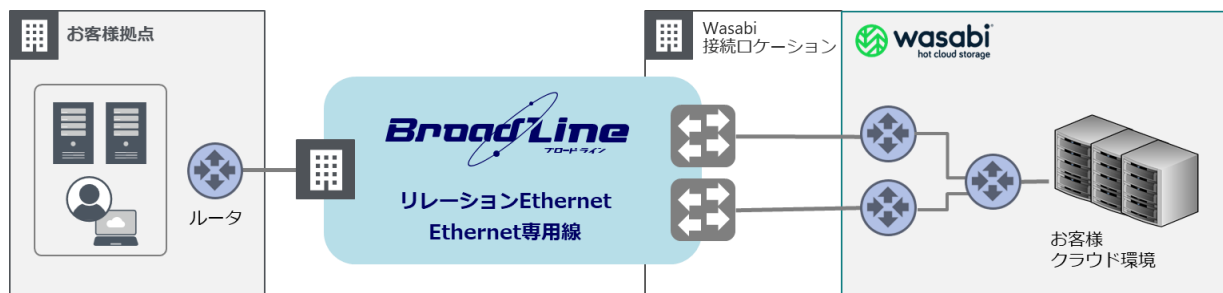 お客様拠点
ルータ
BroadLine
ブロードライン
リレーションEthernet
Ethernet専用線
Wasabi
接続ロケーション
wasabi
hot cloud storage
お客様
クラウド環境